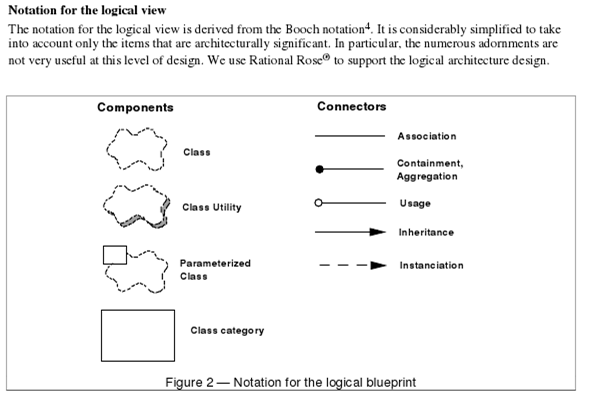 Notation for the logical view
The notation for the logical view is derived from the Booch notation⁴. It is considerably simplified to take
into account only the items that are architecturally significant. In particular, the numerous adornments are
not very useful at this level of design. We use Rational Rose® to support the logical architecture design.
Components
Class
Class Utility
Parameterized
Class
Class category
Connectors
Association
Containment,
Aggregation
Usage
Inheritance
Instanciation
Figure 2 — Notation for the logical blueprint